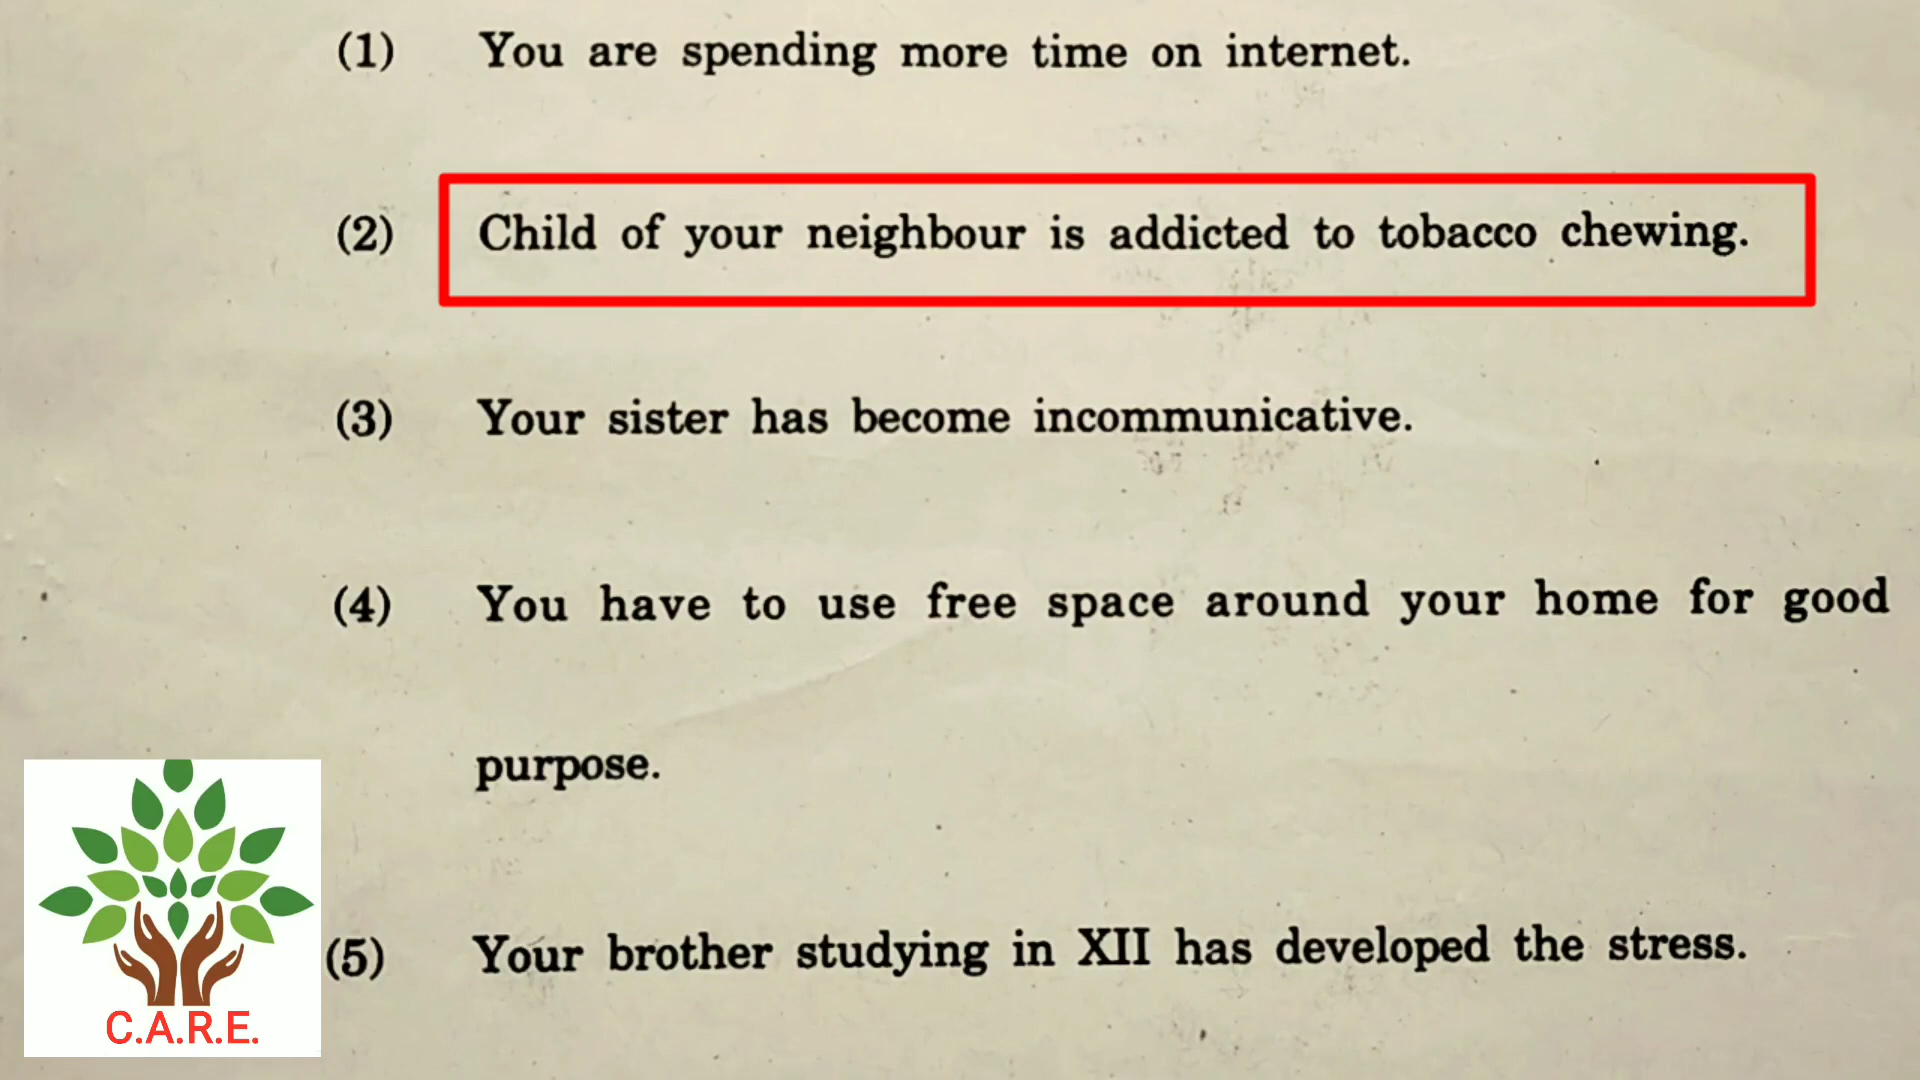 (1) You are spending more time on internet.
(2) Child of your neighbour is addicted to tobacco chewing.
(3) Your sister has become incommunicative.
(4) You have to use free space around your home for good
purpose.
(5) Your brother studying in XII has developed the stress.
C.A.R.E.